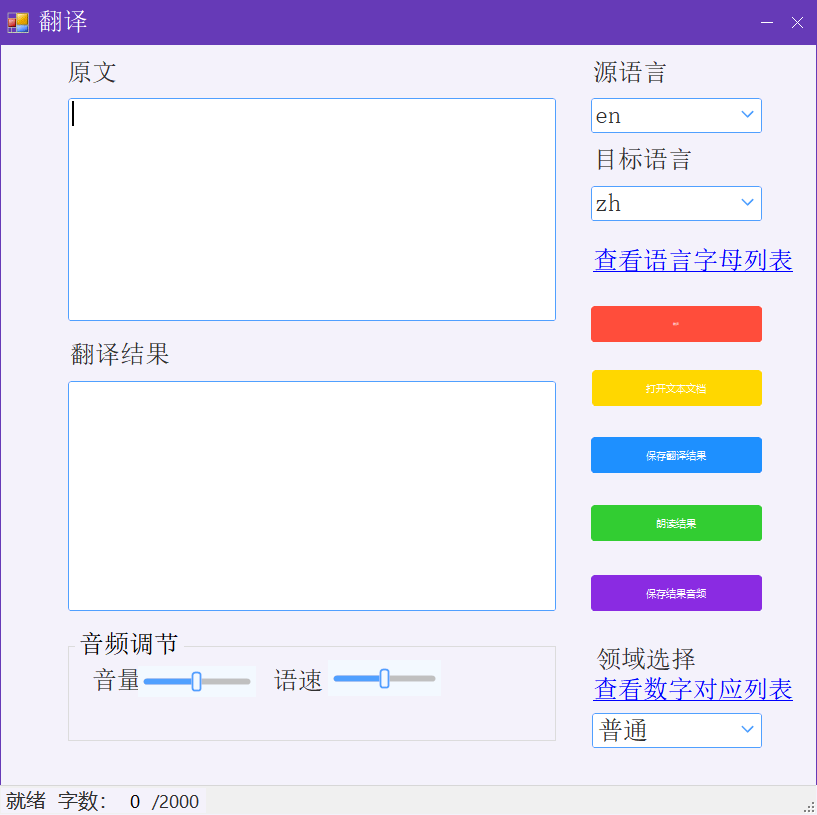 翻译
原文
源语言
en
目标语言
zh
查看语言字母列表
打开文本文档
翻译结果
保存翻译结果
朗读结果
保存结果音频
音频调节
音量
语速
领域选择
查看数字对应列表
普通
就绪 字数: 0 /2000